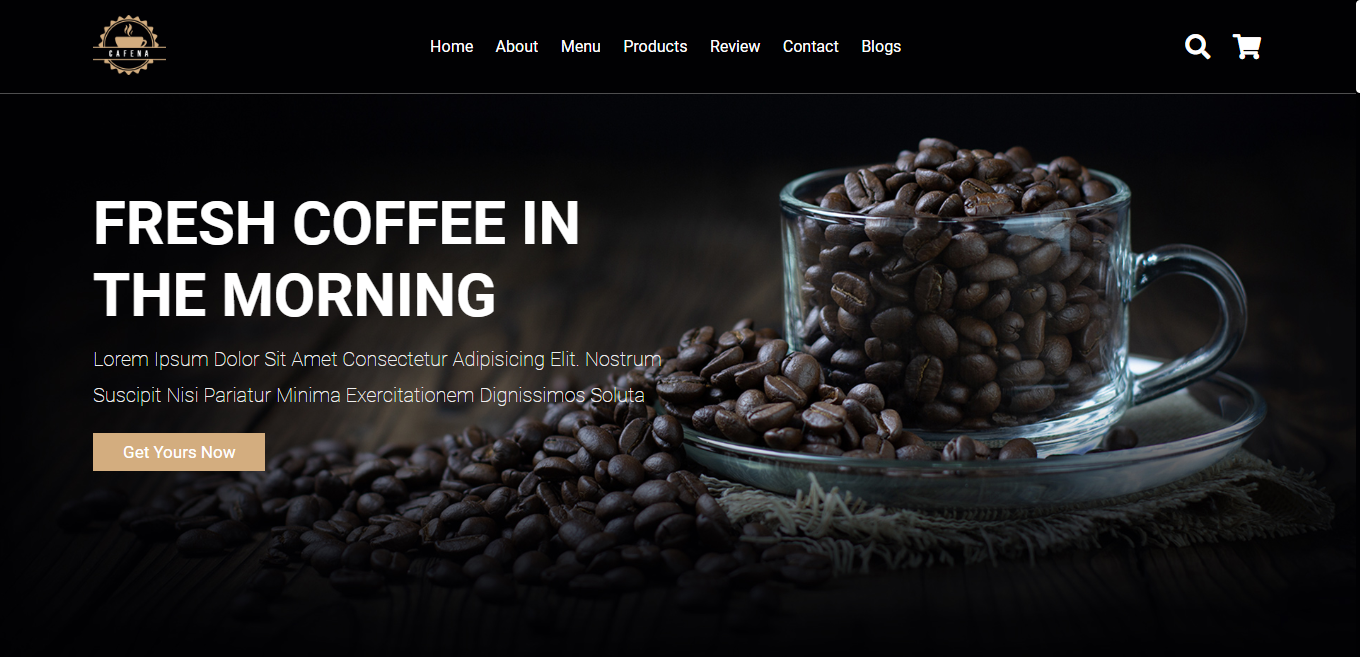 CAFENA
Home About Menu Products Review Contact Blogs
FRESH COFFEE IN
THE MORNING
Lorem Ipsum Dolor Sit Amet Consectetur Adipisicing Elit. Nostrum
Suscipit Nisi Pariatur Minima Exercitationem Dignissimos Soluta
Get Yours Now